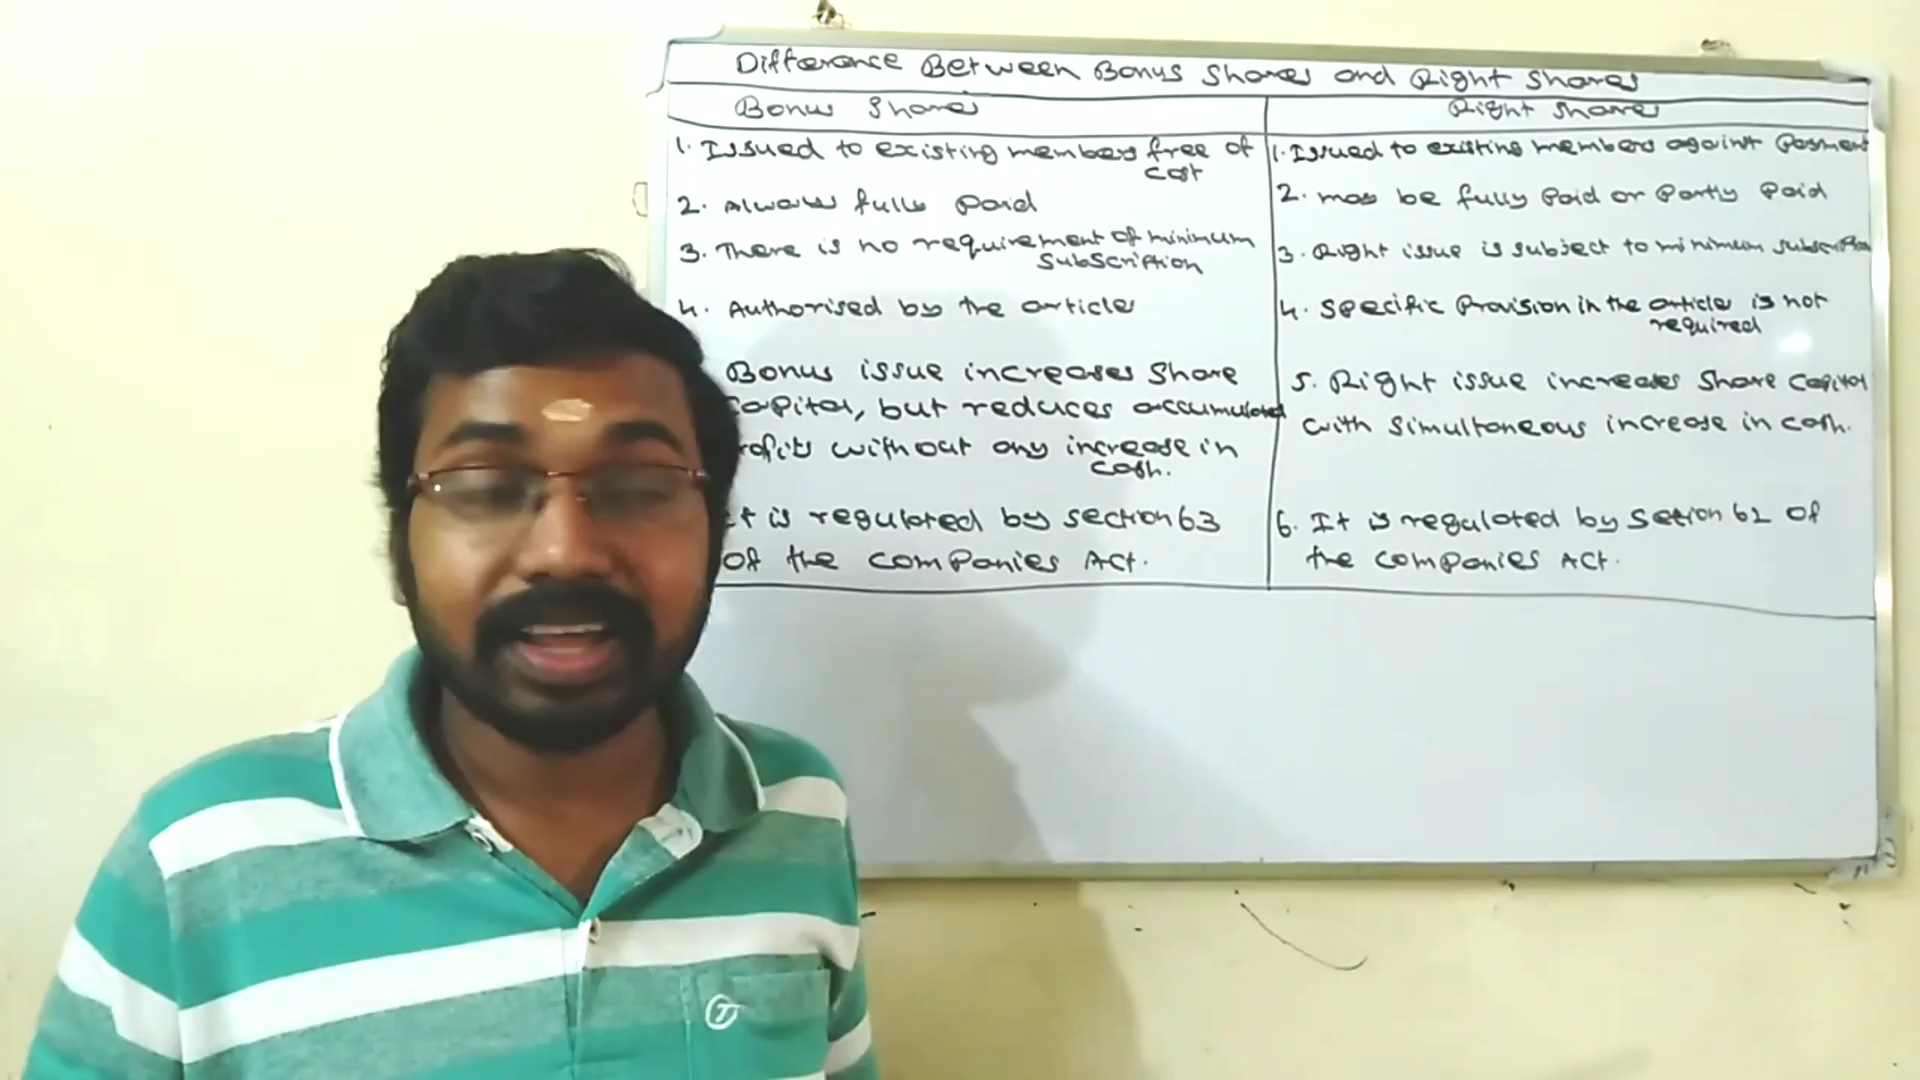 Difference Between Bonus Shares and Right Shares
Bonus Shares
1. Issued to existing members free of
cost
2. Always fully Paid
3. There is no requirement of minimum
Subscription
4. Authorised by the article
Bonus issue increases Share
capital, but reduces accumulated
without any increase in
cash.
is regulated by section 63
of the Companies Act.
Right Shares
1. Issued to existing members against Payment
2. may be fully Paid or Partly Paid
3. Right issue is subject to minimum subscription
4. Specific Provision in the article is not
required
5. Right issue increases Share Capital
with simultaneous increase in cash.
6. It is regulated by Section 62 of
the Companies Act.
T